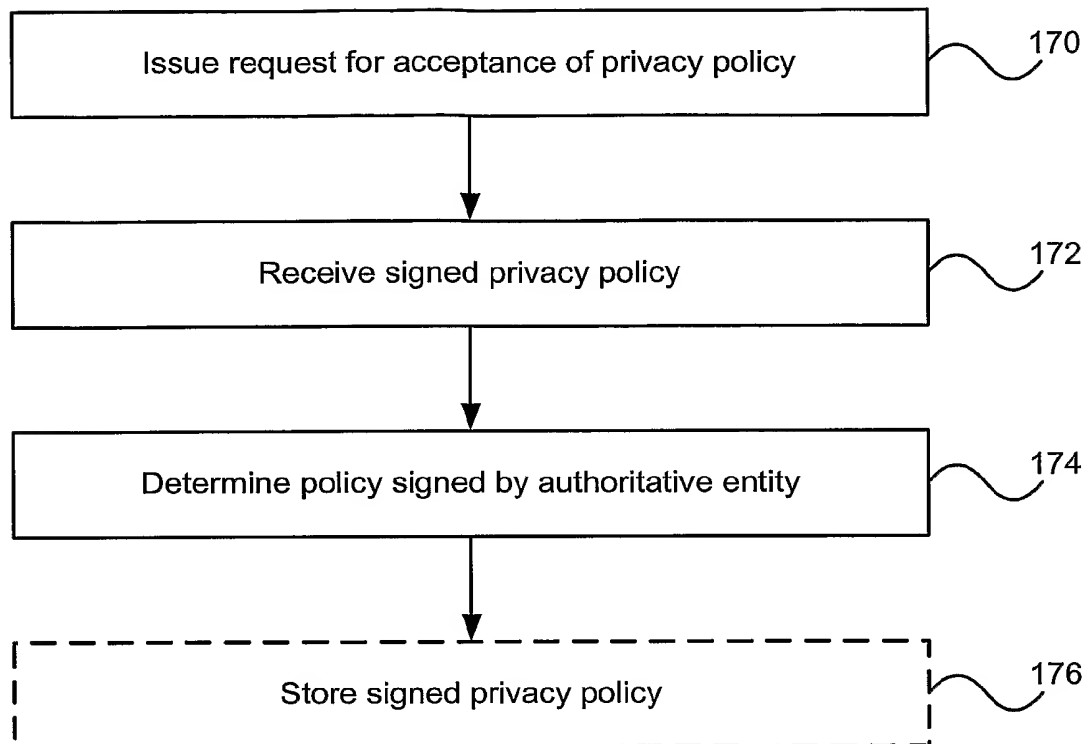 Issue request for acceptance of privacy policy
170
Receive signed privacy policy
172
Determine policy signed by authoritative entity
174
Store signed privacy policy
176